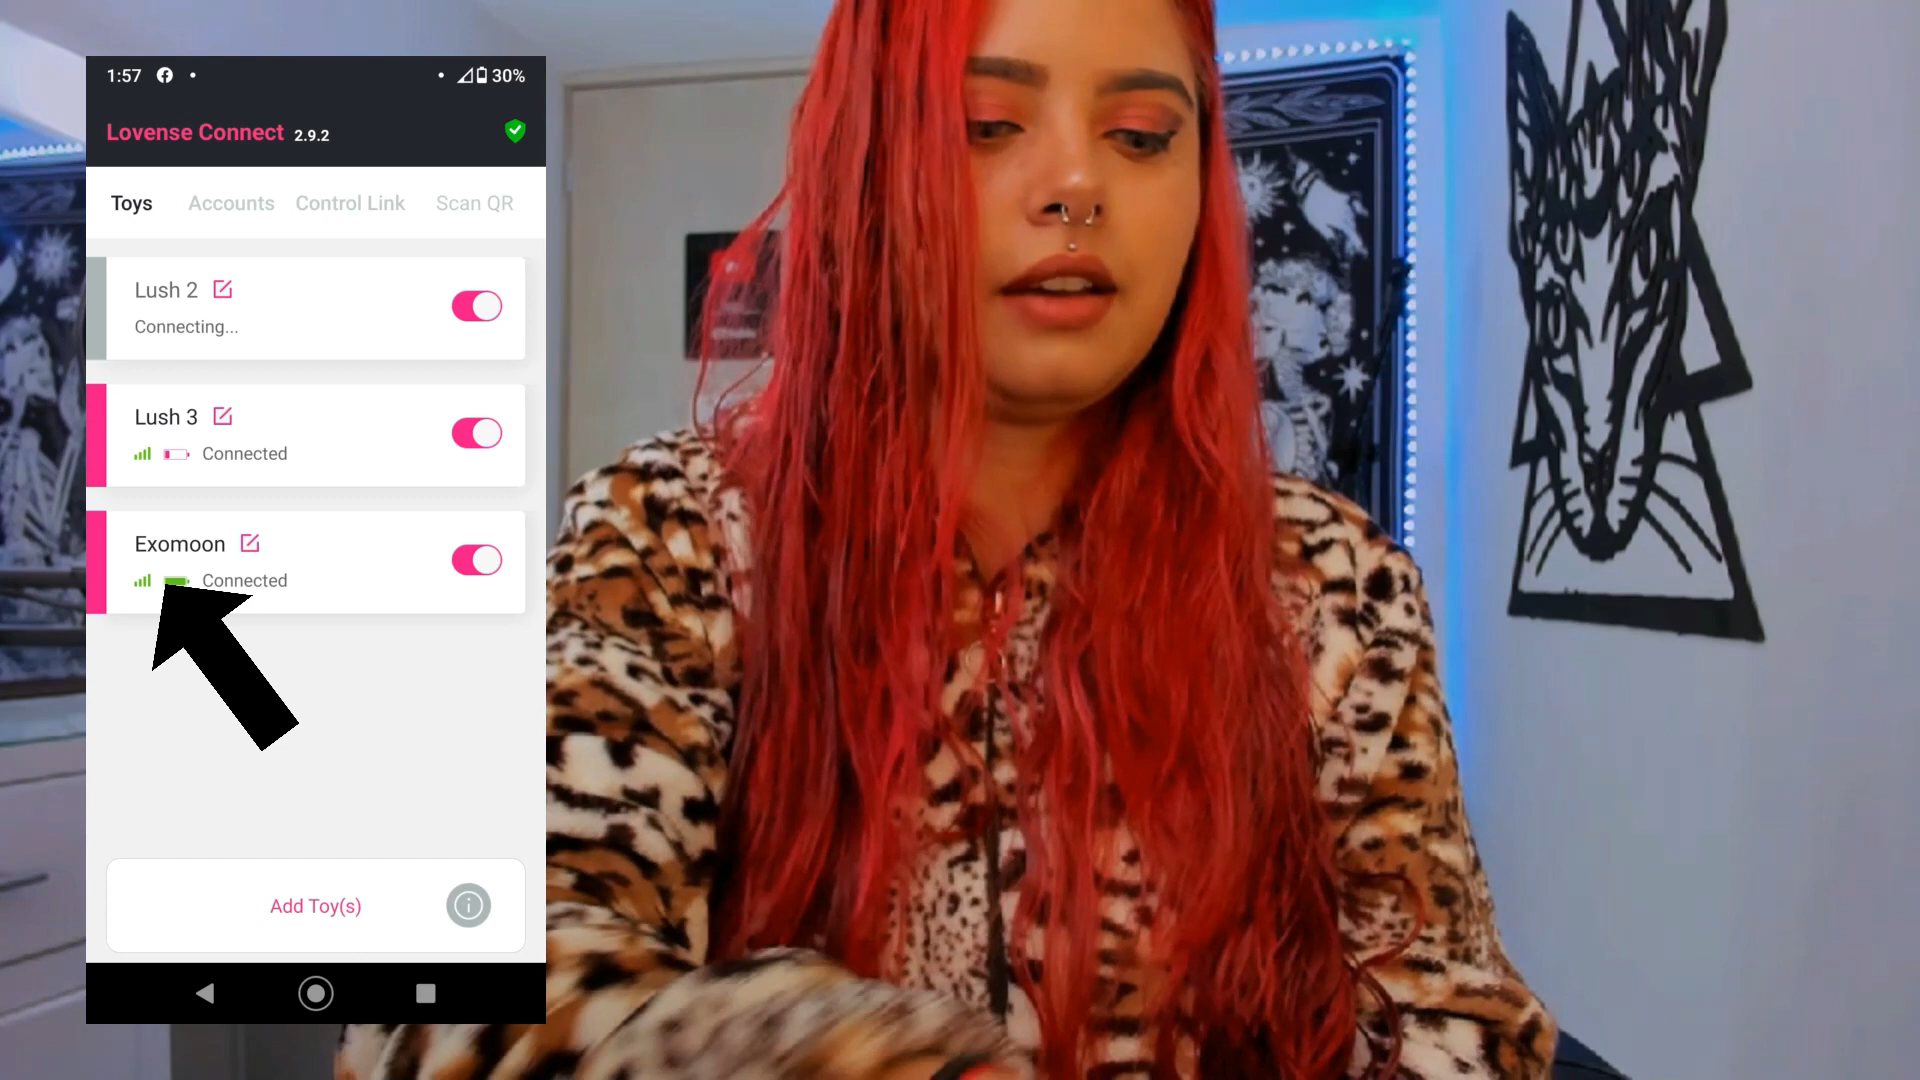 1:57 30%
Lovense Connect 2.9.2
Toys Accounts Control Link Scan QR
Lush 2
Connecting...
Lush 3
Connected
Exomoon
Connected
Add Toy(s)